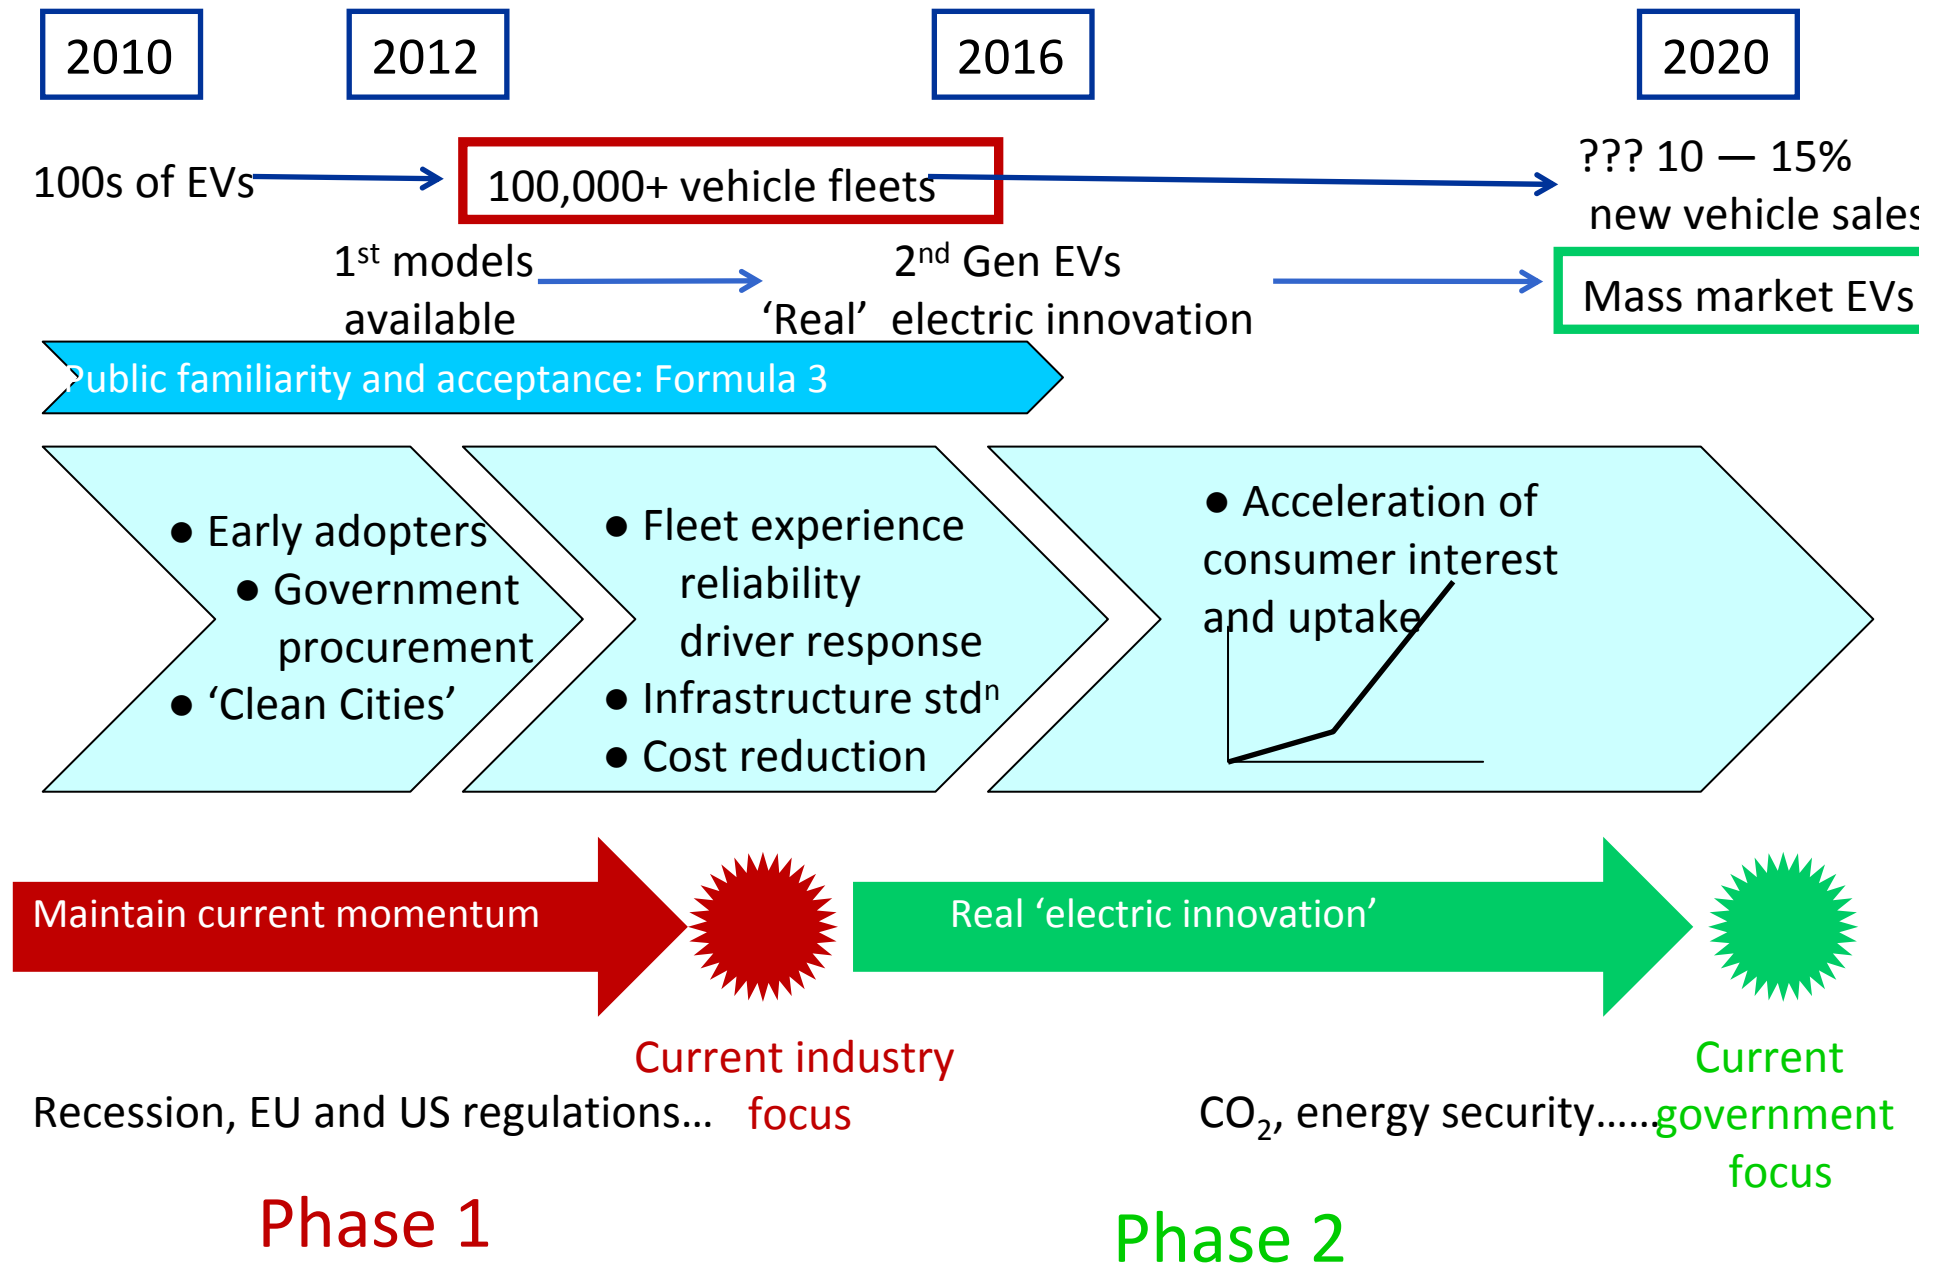 2010
2012
2016
2020
100s of EVs
100,000+ vehicle fleets
??? 10 — 15%
new vehicle sales
1st models
available
2nd Gen EVs
‘Real’ electric innovation
Mass market EVs
Public familiarity and acceptance: Formula 3
● Early adopters
● Government
procurement
● ‘Clean Cities’
● Fleet experience
reliability
driver response
● Infrastructure stdⁿ
● Cost reduction
● Acceleration of
consumer interest
and uptake
Maintain current momentum
Real ‘electric innovation’
Current industry
focus
Recession, EU and US regulations...
CO₂, energy security......
Current
government
focus
Phase 1
Phase 2